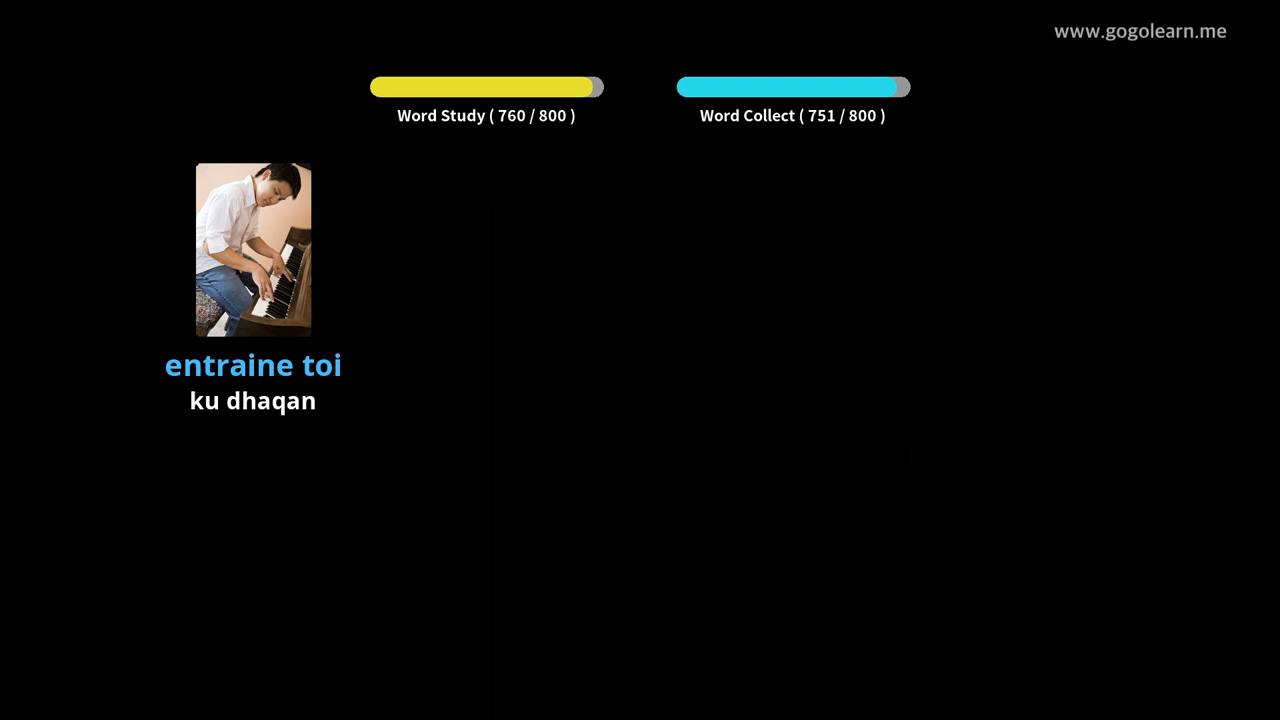 www.gogolearn.me
Word Study ( 760 / 800 )
Word Collect ( 751 / 800 )
entraine toi
ku dhaqan